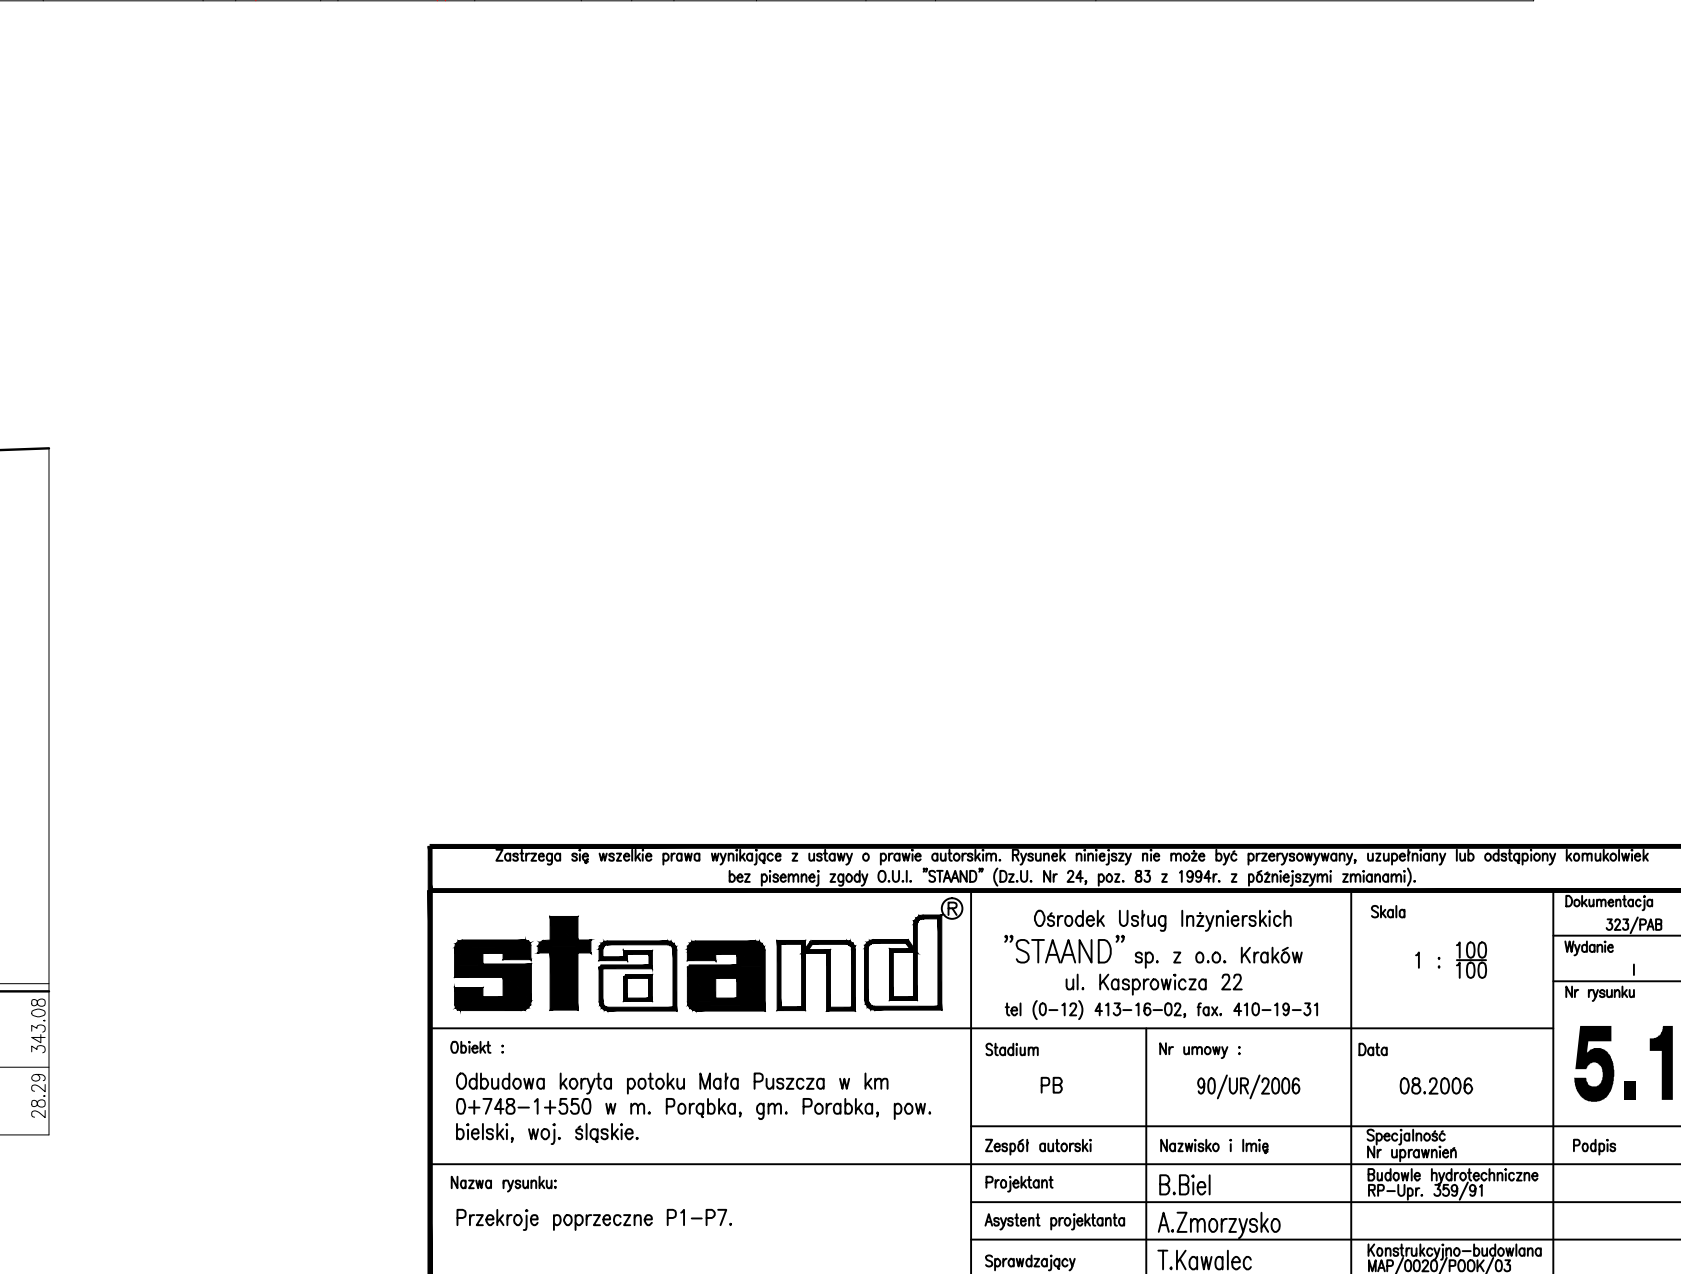 343.08
28.29
Zastrzega się wszelkie prawa wynikające z ustawy o prawie autorskim. Rysunek niniejszy nie może być przerysowywany, uzupełniany lub odstąpiony komukolwiek
bez pisemnej zgody O.U.I. "STAAND" (Dz.U. Nr 24, poz. 83 z 1994r. z późniejszymi zmianami).
staand®
Ośrodek Usług Inżynierskich
"STAAND" sp. z o.o. Kraków
ul. Kasprowicza 22
tel (0-12) 413-16-02, fax. 410-19-31
Skala
1 : 100/100
Dokumentacja
323/PAB
Wydanie
I
Nr rysunku
5.1
Obiekt :
Odbudowa koryta potoku Mała Puszcza w km
0+748-1+550 w m. Porąbka, gm. Porabka, pow.
bielski, woj. śląskie.
Stadium
PB
Nr umowy :
90/UR/2006
Data
08.2006
Zespół autorski
Nazwisko i Imię
Specjalność
Nr uprawnień
Podpis
Nazwa rysunku:
Przekroje poprzeczne P1-P7.
Projektant
B.Biel
Budowle hydrotechniczne
RP-Upr. 359/91
Asystent projektanta
A.Zmorzysko
Sprawdzający
T.Kawalec
Konstrukcyjno-budowlana
MAP/0020/POOK/03